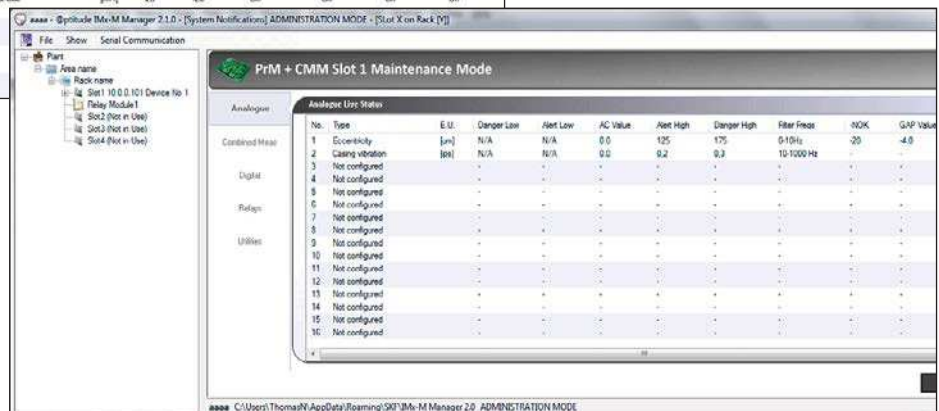 aaaa - @ptitude IMx-M Manager 2.1.0 - [System Notifications] ADMINISTRATION MODE - [SLot X on Rack [Y]]
File Show Serial Communication
Plant
Area name
Rack name
Slot1 10.0.0.101 Device No 1
Relay Module1
Slot2 (Not in Use)
Slot3 (Not in Use)
Slot4 (Not in Use)
PrM + CMM Slot 1 Maintenance Mode
Analogue
Combined Meas
Digital
Relays
Utilities
Analogue Live Status
No. Type E.U. Danger Low Alert Low AC Value Alert High Danger High Filter Freqs -NOK GAP Value
1 Eccentricity [um] N/A N/A 0.0 125 175 0-10Hz -20 -4.0
2 Casing vibration [ips] N/A N/A 0.0 0.2 0.3 10-1000 Hz - -
3 Not configured - - - - - - - -
4 Not configured - - - - - - - -
5 Not configured - - - - - - - -
6 Not configured - - - - - - - -
7 Not configured - - - - - - - -
8 Not configured - - - - - - - -
9 Not configured - - - - - - - -
10 Not configured - - - - - - - -
11 Not configured - - - - - - - -
12 Not configured - - - - - - - -
13 Not configured - - - - - - - -
14 Not configured - - - - - - - -
15 Not configured - - - - - - - -
16 Not configured - - - - - - - -
aaaa C:\Users\ThomasN\AppData\Roaming\SKF\IMx-M Manager 2.0 ADMINISTRATION MODE